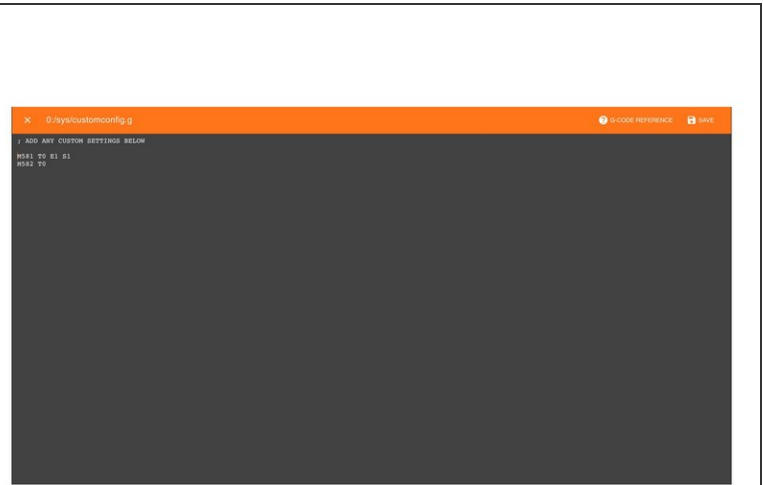 × 0:/sys/customconfig.g ? G-CODE REFERENCE SAVE
; ADD ANY CUSTOM SETTINGS BELOW
M581 T0 E1 S1
M582 T0